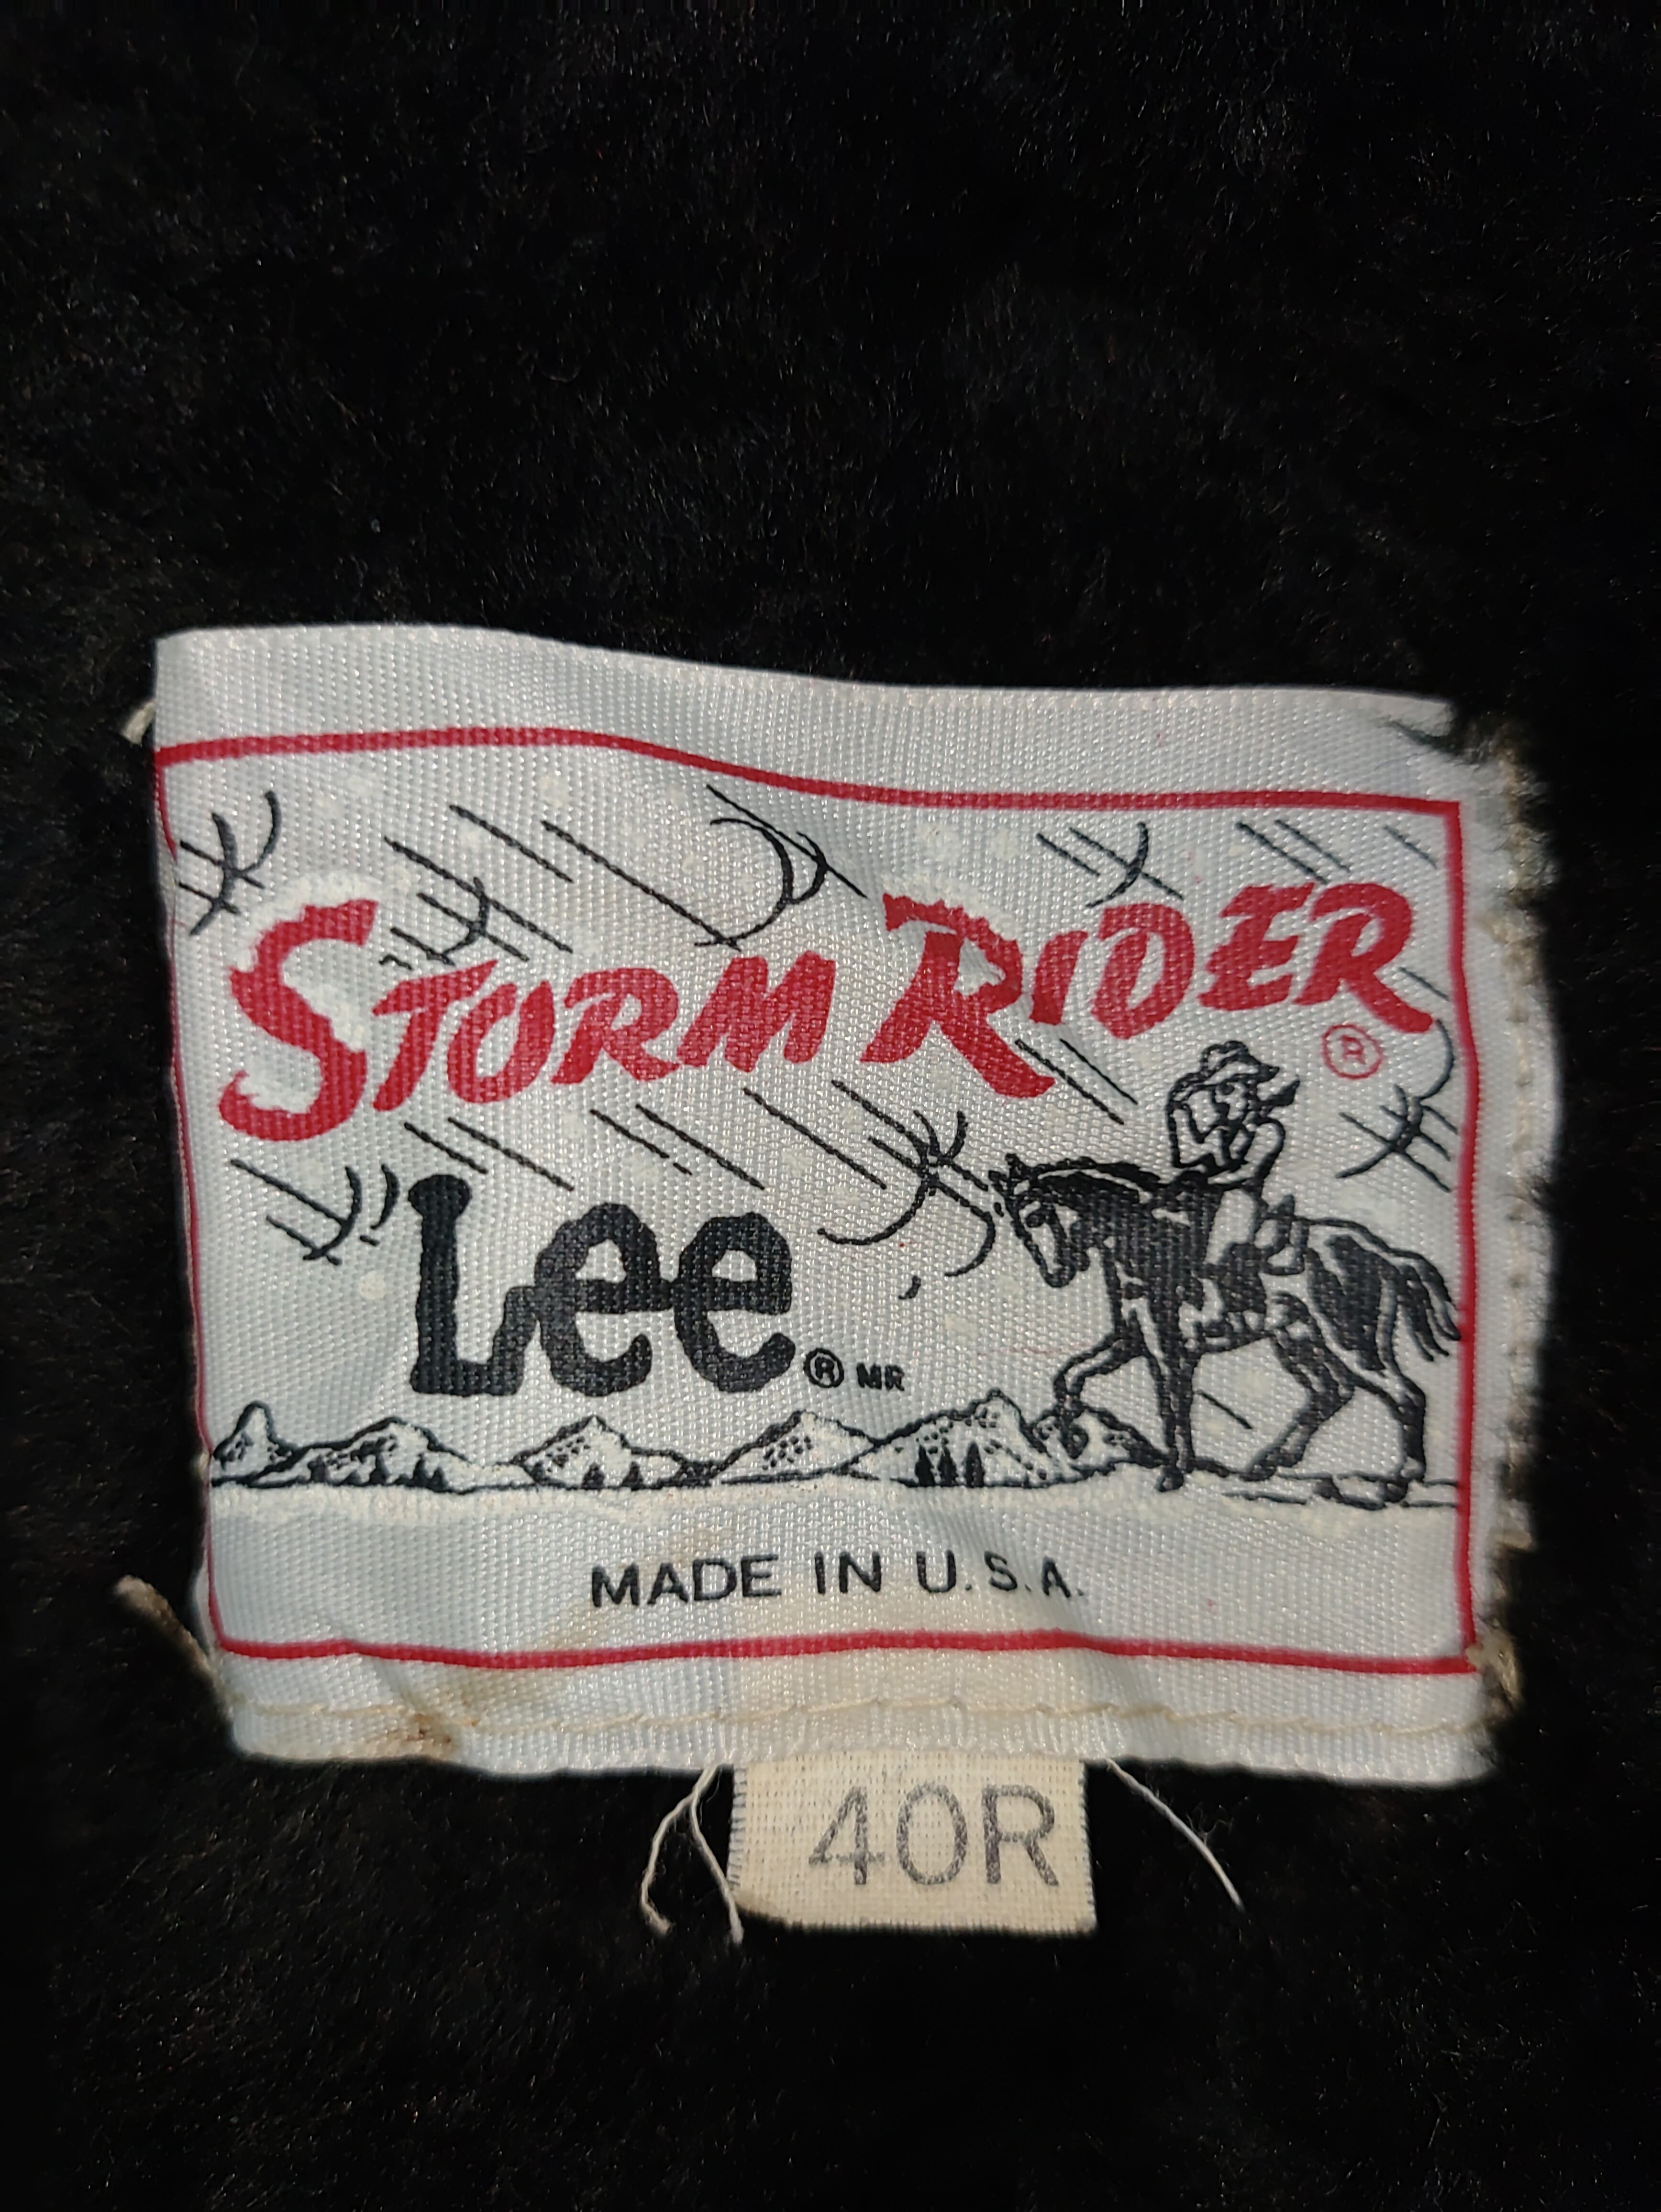 STORM RIDER ®
Lee ® MR
MADE IN U.S.A.
40R